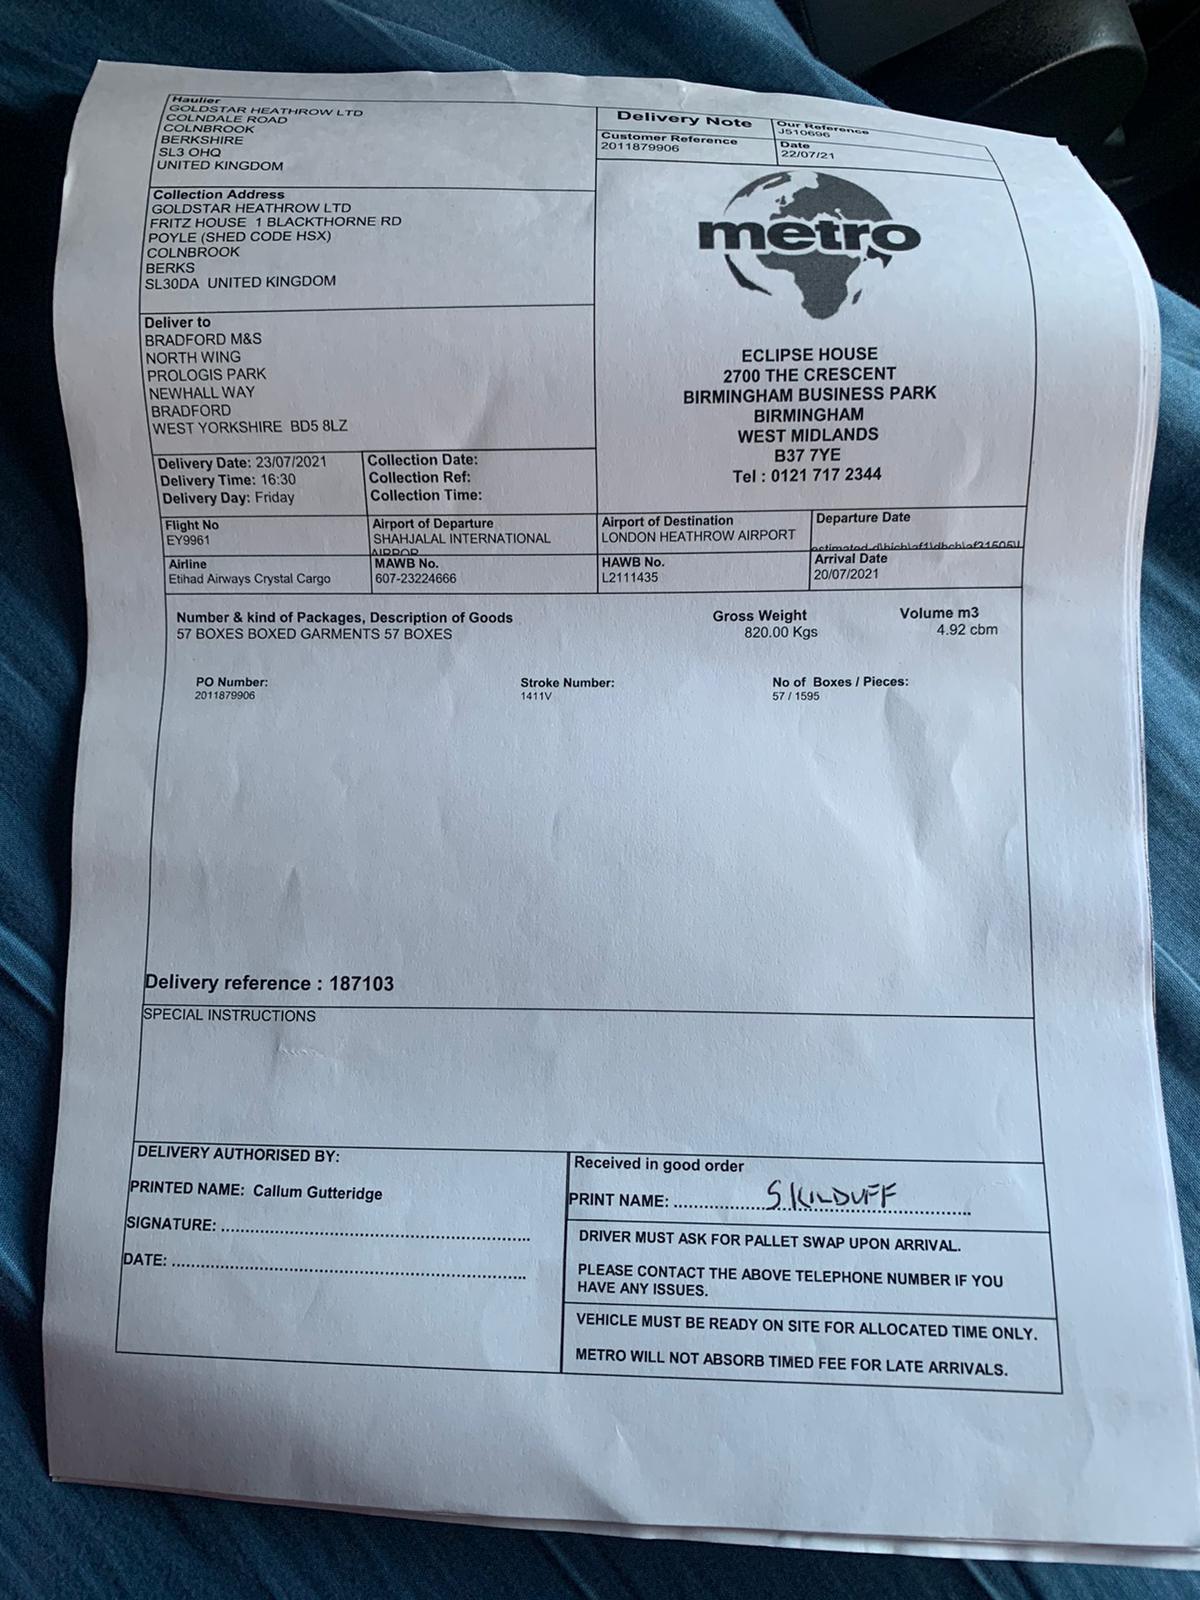 Haulier
GOLDSTAR HEATHROW LTD
COLNDALE ROAD
COLNBROOK
BERKSHIRE
SL3 OHQ
UNITED KINGDOM
Delivery Note
Our Reference
J510696
Customer Reference
2011879906
Date
22/07/21
Collection Address
GOLDSTAR HEATHROW LTD
FRITZ HOUSE 1 BLACKTHORNE RD
POYLE (SHED CODE HSX)
COLNBROOK
BERKS
SL30DA UNITED KINGDOM
metro
ECLIPSE HOUSE
2700 THE CRESCENT
BIRMINGHAM BUSINESS PARK
BIRMINGHAM
WEST MIDLANDS
B37 7YE
Tel : 0121 717 2344
Deliver to
BRADFORD M&S
NORTH WING
PROLOGIS PARK
NEWHALL WAY
BRADFORD
WEST YORKSHIRE BD5 8LZ
Delivery Date: 23/07/2021
Delivery Time: 16:30
Delivery Day: Friday
Collection Date:
Collection Ref:
Collection Time:
Flight No
EY9961
Airport of Departure
SHAHJALAL INTERNATIONAL
AIRPOR
Airport of Destination
LONDON HEATHROW AIRPORT
Departure Date
Airline
Etihad Airways Crystal Cargo
MAWB No.
607-23224666
HAWB No.
L2111435
Arrival Date
20/07/2021
Number & kind of Packages, Description of Goods
57 BOXES BOXED GARMENTS 57 BOXES
Gross Weight
820.00 Kgs
Volume m3
4.92 cbm
PO Number:
2011879906
Stroke Number:
1411V
No of Boxes / Pieces:
57 / 1595
Delivery reference : 187103
SPECIAL INSTRUCTIONS
DELIVERY AUTHORISED BY:
PRINTED NAME: Callum Gutteridge
SIGNATURE:
DATE:
Received in good order
PRINT NAME: S KILDUFF
DRIVER MUST ASK FOR PALLET SWAP UPON ARRIVAL.
PLEASE CONTACT THE ABOVE TELEPHONE NUMBER IF YOU
HAVE ANY ISSUES.
VEHICLE MUST BE READY ON SITE FOR ALLOCATED TIME ONLY.
METRO WILL NOT ABSORB TIMED FEE FOR LATE ARRIVALS.